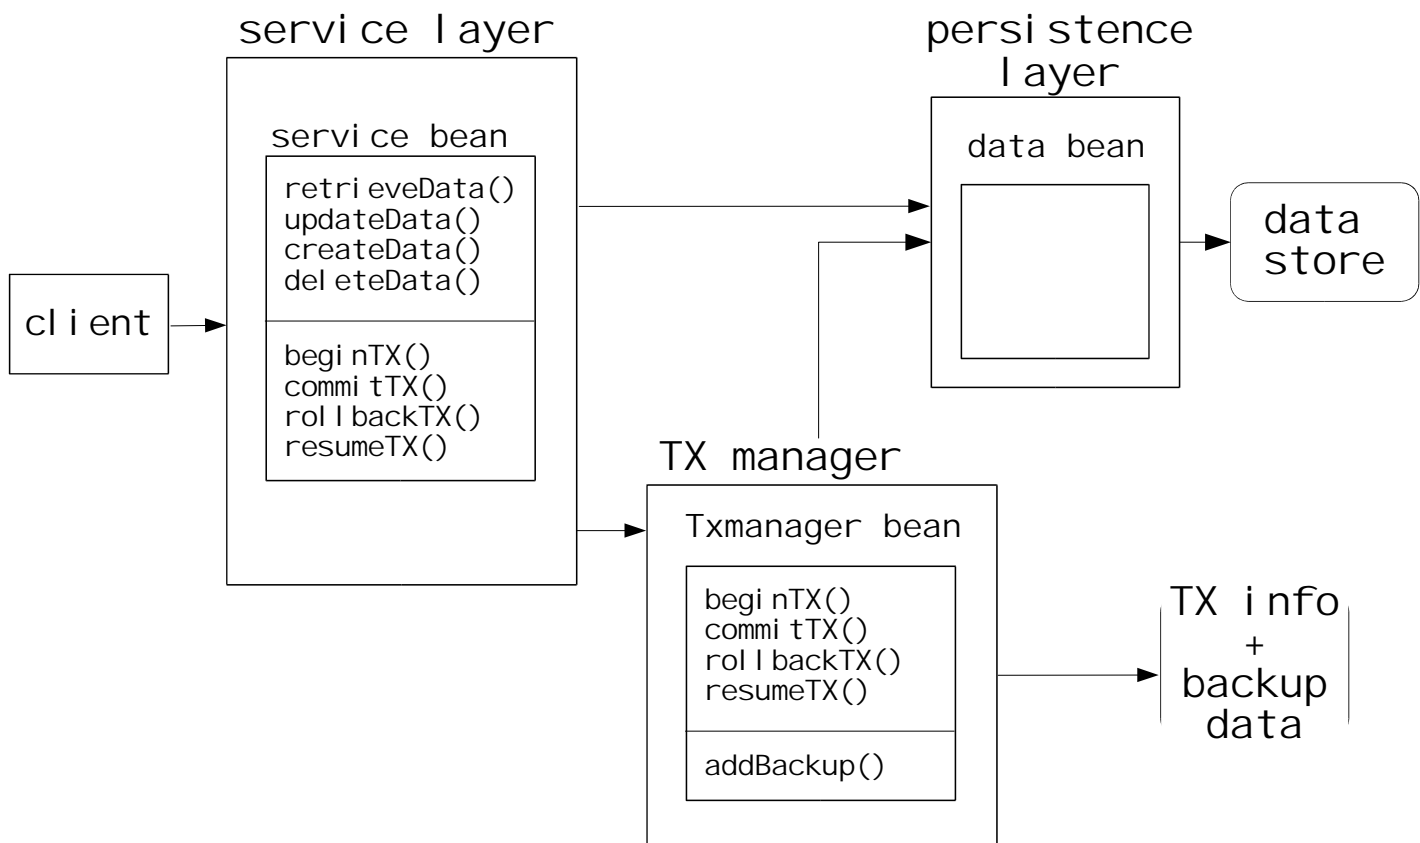 service layer
service bean
retrieveData()
updateData()
createData()
deleteData()
beginTX()
commitTX()
rollbackTX()
resumeTX()
client
persistence
layer
data bean
data
store
TX manager
Txmanager bean
beginTX()
commitTX()
rollbackTX()
resumeTX()
addBackup()
TX info
+
backup
data